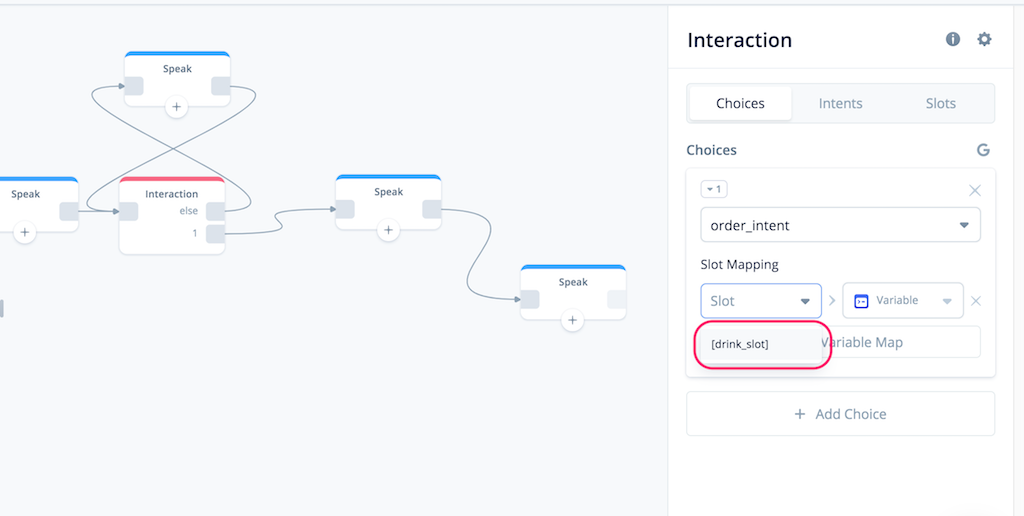 Speak
Speak
Interaction
else
1
Speak
Speak
Interaction
Choices
Intents
Slots
Choices
1
order_intent
Slot Mapping
Slot
Variable
[drink_slot]
Variable Map
+ Add Choice